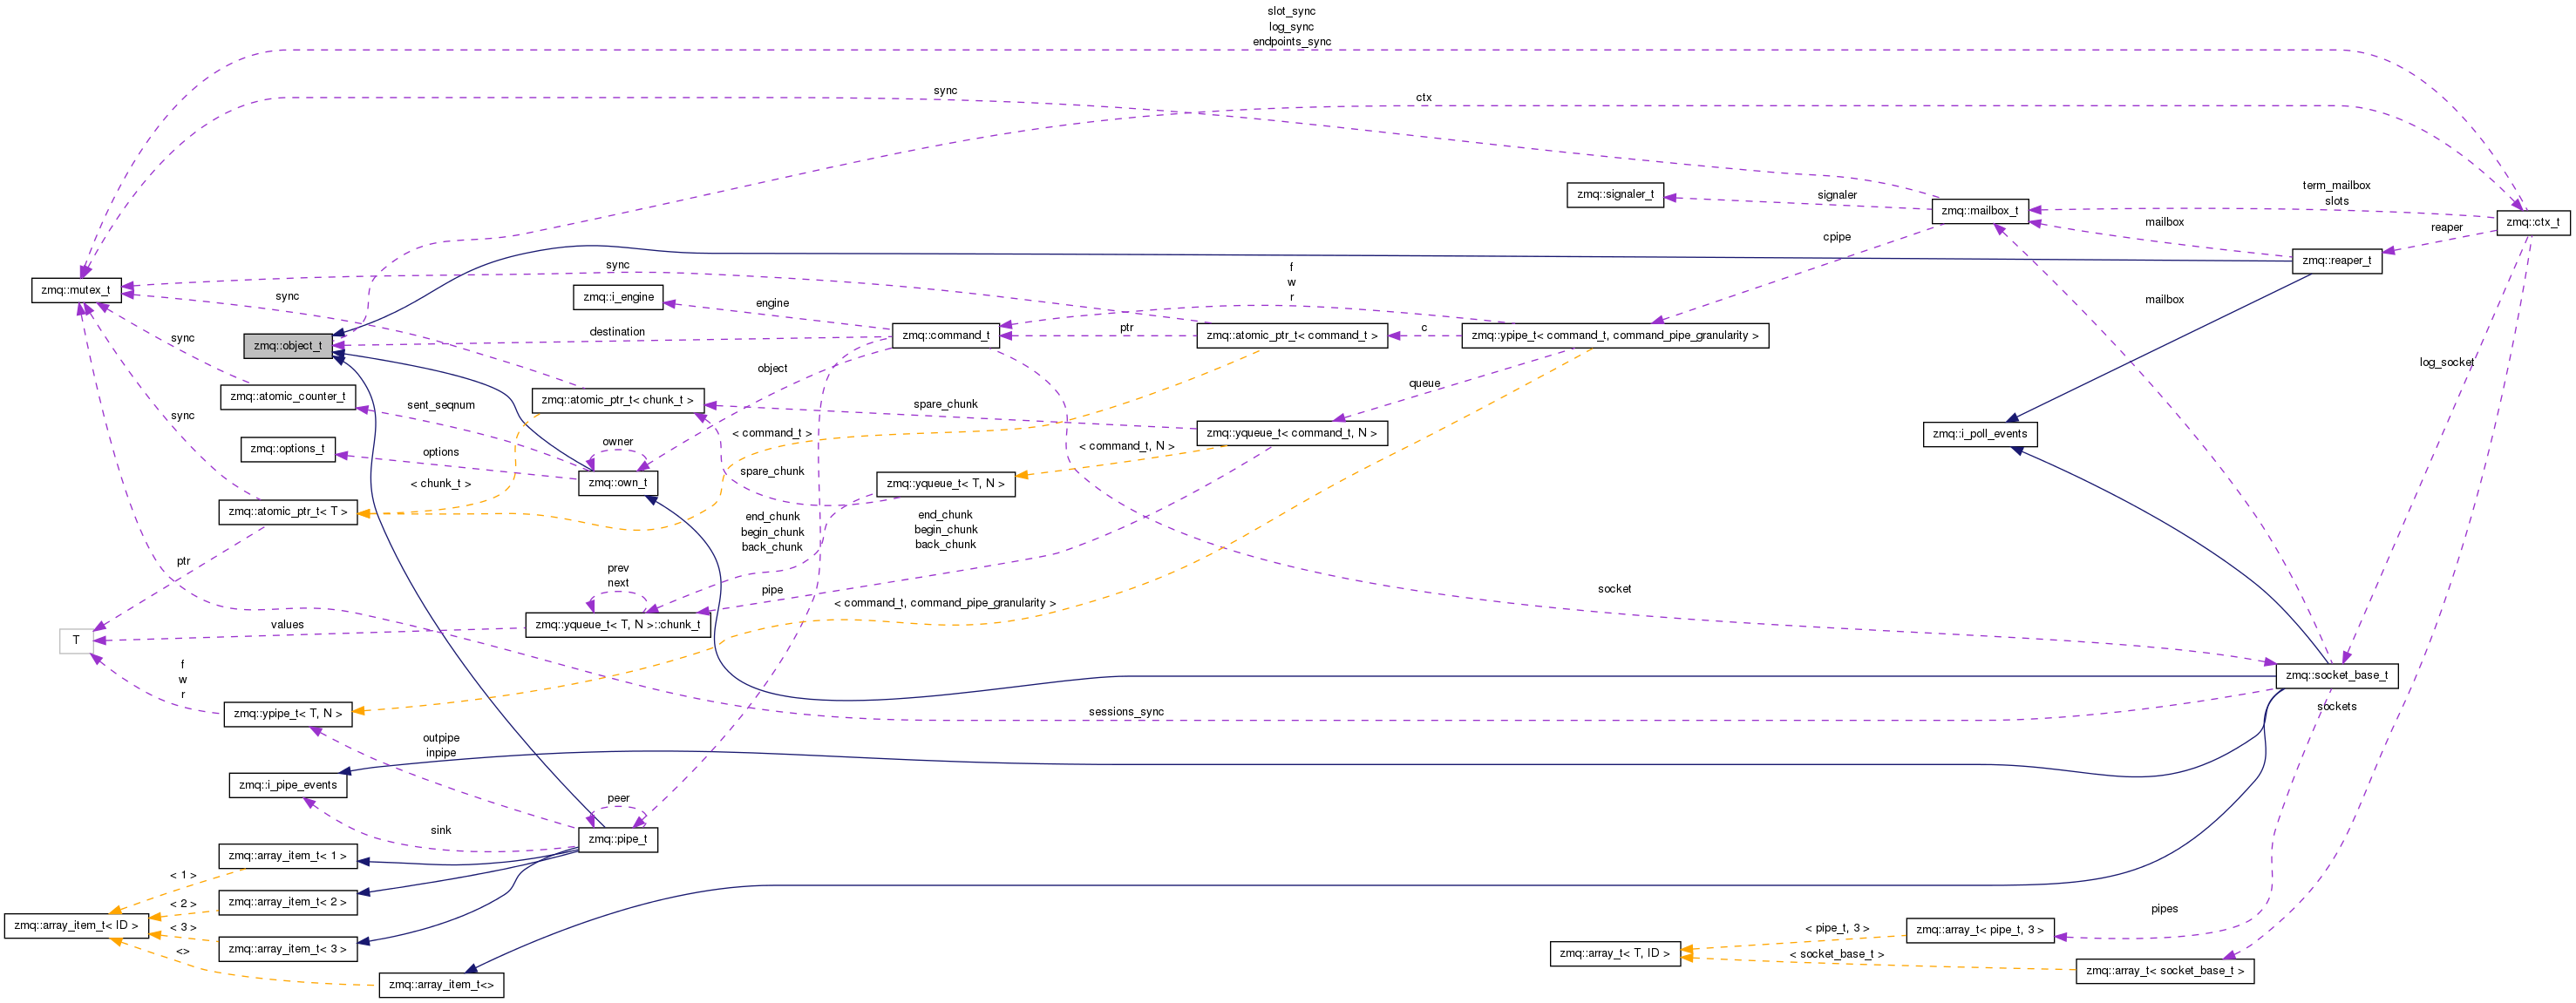 slot_sync
log_sync
endpoints_sync
sync
ctx
zmq::signaler_t
signaler
zmq::mailbox_t
term_mailbox
slots
zmq::ctx_t
mailbox
reaper
cpipe
zmq::reaper_t
sync
f
w
r
zmq::mutex_t
sync
zmq::i_engine
engine
mailbox
zmq::object_t
destination
zmq::command_t
ptr
zmq::atomic_ptr_t< command_t >
c
zmq::ypipe_t< command_t, command_pipe_granularity >
sync
object
log_socket
queue
zmq::atomic_counter_t
sent_seqnum
zmq::atomic_ptr_t< chunk_t >
spare_chunk
sync
< command_t >
zmq::yqueue_t< command_t, N >
zmq::i_poll_events
zmq::options_t
options
owner
< command_t, N >
spare_chunk
< chunk_t >
zmq::own_t
zmq::yqueue_t< T, N >
zmq::atomic_ptr_t< T >
end_chunk
begin_chunk
back_chunk
end_chunk
begin_chunk
back_chunk
ptr
prev
next
pipe
socket
< command_t, command_pipe_granularity >
values
zmq::yqueue_t< T, N >::chunk_t
T
f
w
r
zmq::socket_base_t
zmq::ypipe_t< T, N >
sessions_sync
sockets
outpipe
inpipe
zmq::i_pipe_events
peer
sink
zmq::pipe_t
zmq::array_item_t< 1 >
< 1 >
zmq::array_item_t< 2 >
< 2 >
zmq::array_item_t< ID >
< 3 >
zmq::array_item_t< 3 >
<>
zmq::array_item_t<>
pipes
< pipe_t, 3 >
zmq::array_t< pipe_t, 3 >
zmq::array_t< T, ID >
< socket_base_t >
zmq::array_t< socket_base_t >